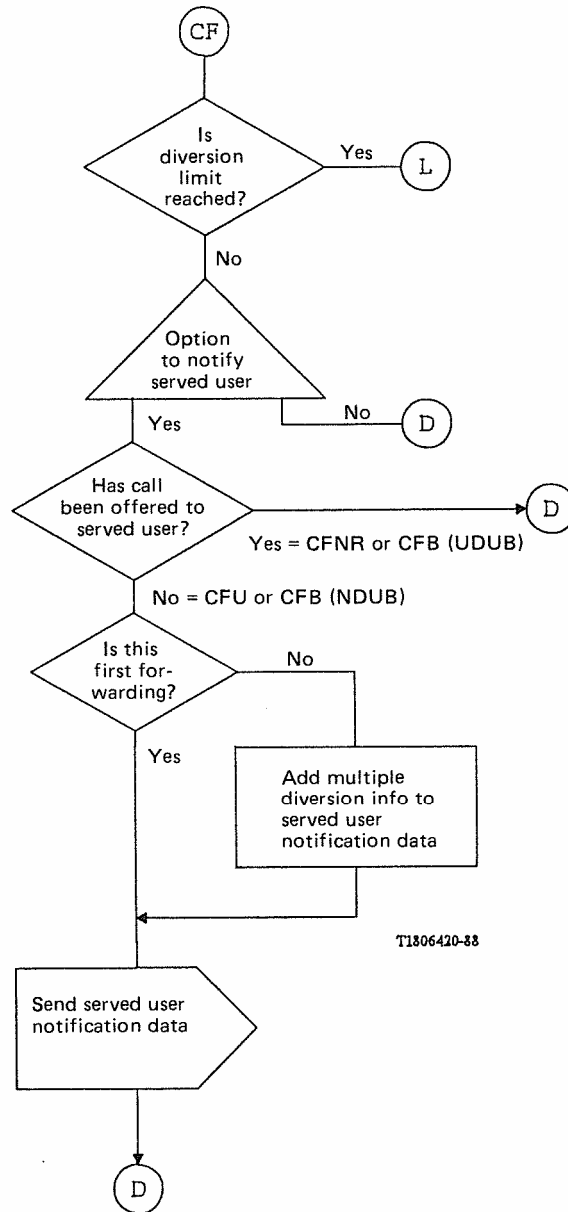 CF
Is
diversion
limit
reached?
Yes
L
No
Option
to notify
served user
No
D
Yes
Has call
been offered to
served user?
D
Yes = CFNR or CFB (UDUB)
No = CFU or CFB (NDUB)
Is this
first for-
warding?
No
Yes
Add multiple
diversion info to
served user
notification data
T1806420-88
Send served user
notification data
D